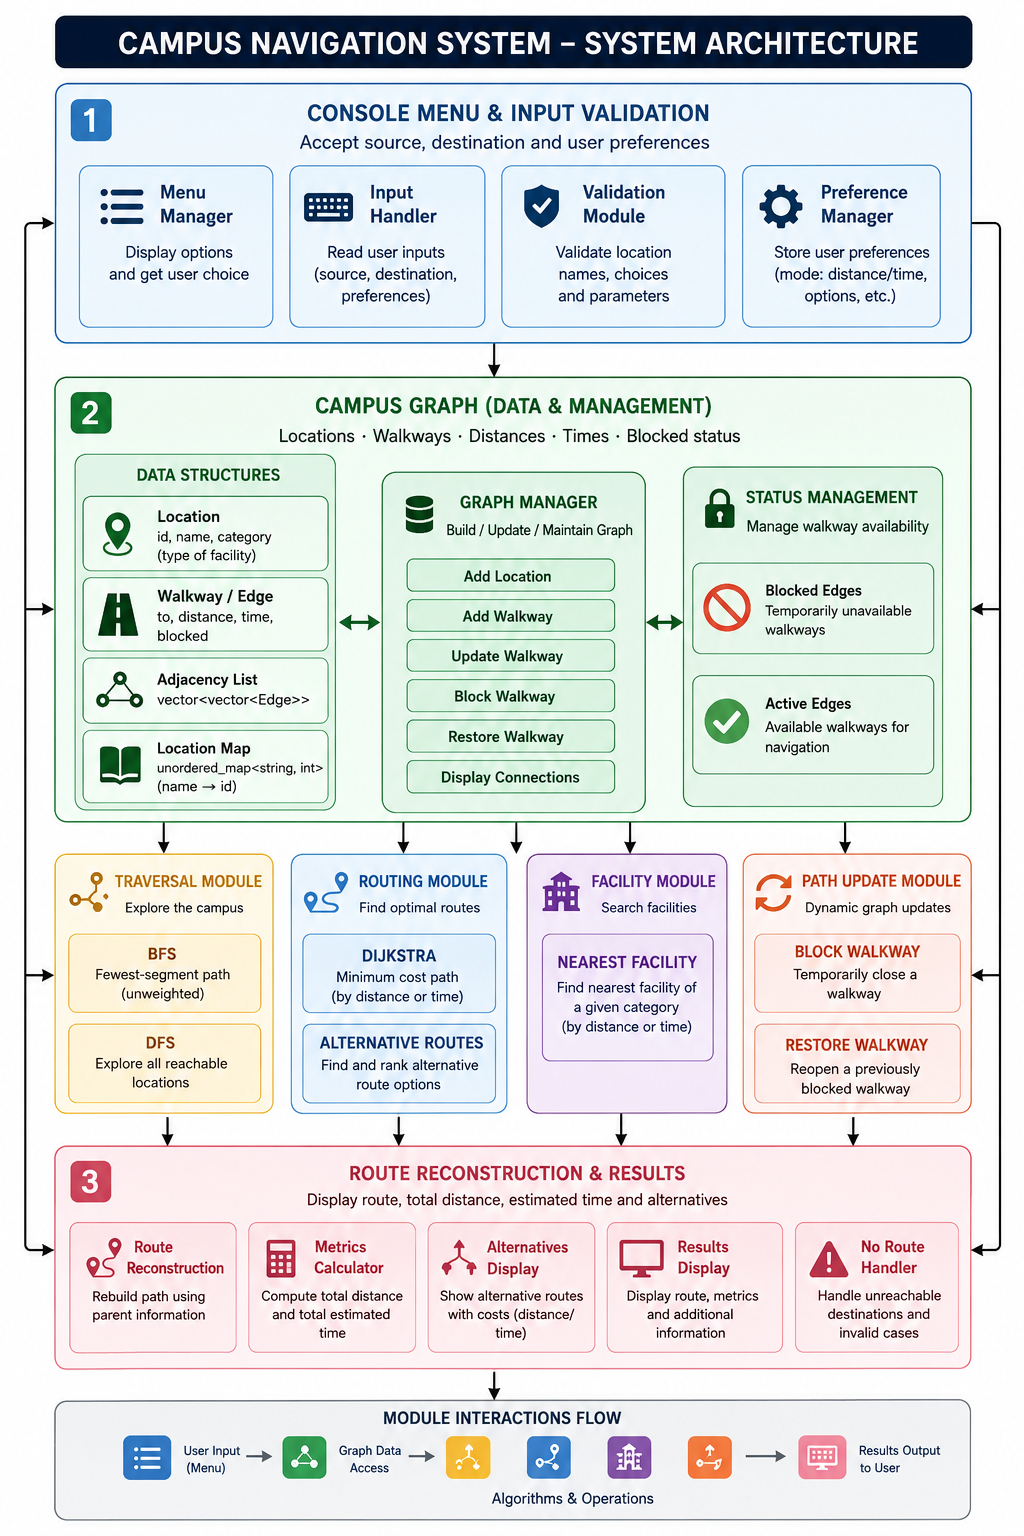 CAMPUS NAVIGATION SYSTEM – SYSTEM ARCHITECTURE
1
CONSOLE MENU & INPUT VALIDATION
Accept source, destination and user preferences
Menu
Manager
Display options
and get user choice
Input
Handler
Read user inputs
(source, destination,
preferences)
Validation
Module
Validate location
names, choices
and parameters
Preference
Manager
Store user preferences
(mode: distance/time,
options, etc.)
2
CAMPUS GRAPH (DATA & MANAGEMENT)
Locations · Walkways · Distances · Times · Blocked status
DATA STRUCTURES
Location
id, name, category
(type of facility)
Walkway / Edge
to, distance, time,
blocked
Adjacency List
vector<vector<Edge>>
Location Map
unordered_map<string, int>
(name → id)
GRAPH MANAGER
Build / Update / Maintain Graph
Add Location
Add Walkway
Update Walkway
Block Walkway
Restore Walkway
Display Connections
STATUS MANAGEMENT
Manage walkway availability
Blocked Edges
Temporarily unavailable
walkways
Active Edges
Available walkways for
navigation
TRAVERSAL MODULE
Explore the campus
BFS
Fewest-segment path
(unweighted)
DFS
Explore all reachable
locations
ROUTING MODULE
Find optimal routes
DIJKSTRA
Minimum cost path
(by distance or time)
ALTERNATIVE ROUTES
Find and rank alternative
route options
FACILITY MODULE
Search facilities
NEAREST FACILITY
Find nearest facility of
a given category
(by distance or time)
PATH UPDATE MODULE
Dynamic graph updates
BLOCK WALKWAY
Temporarily close a
walkway
RESTORE WALKWAY
Reopen a previously
blocked walkway
3
ROUTE RECONSTRUCTION & RESULTS
Display route, total distance, estimated time and alternatives
Route
Reconstruction
Rebuild path using
parent information
Metrics
Calculator
Compute total distance
and total estimated
time
Alternatives
Display
Show alternative routes
with costs (distance/
time)
Results
Display
Display route, metrics
and additional
information
No Route
Handler
Handle unreachable
destinations and
invalid cases
MODULE INTERACTIONS FLOW
User Input
(Menu)
Graph Data
Access
Algorithms & Operations
Results Output
to User